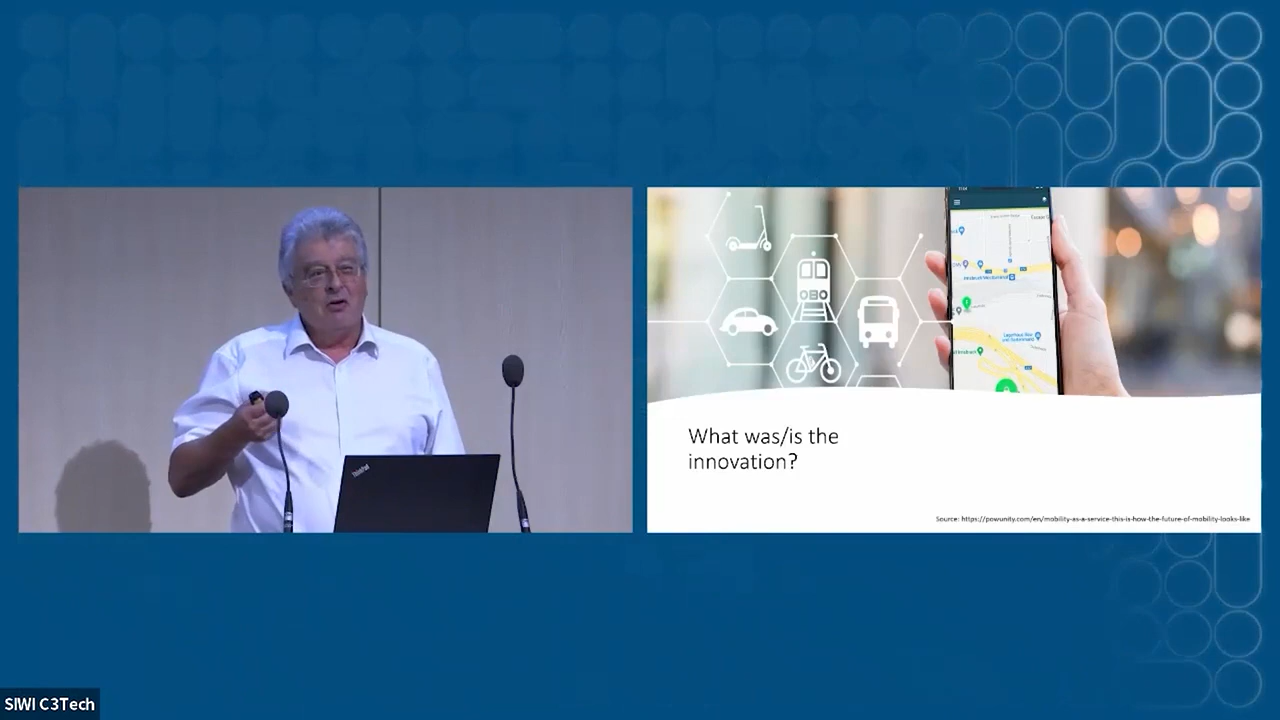 ThinkPad
What was/is the
innovation?
Source: https://powunity.com/en/mobility-as-a-service-this-is-how-the-future-of-mobility-looks-like
SIWI C3Tech